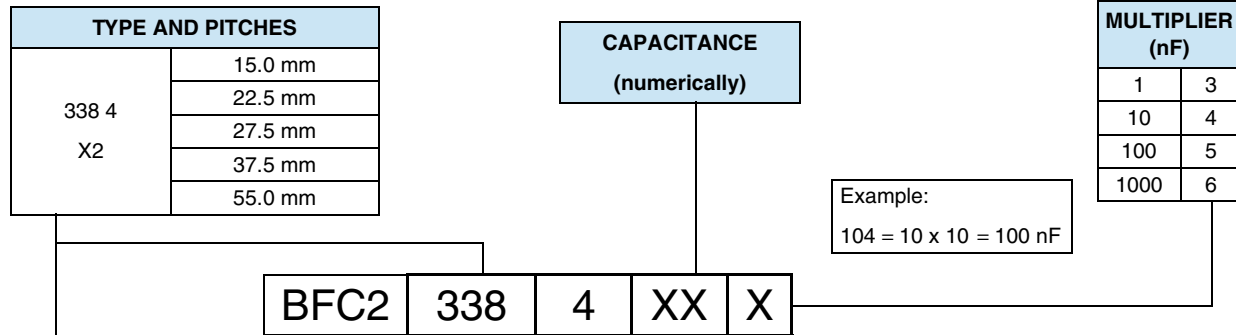 TYPE AND PITCHES
338 4
X2
15.0 mm
22.5 mm
27.5 mm
37.5 mm
55.0 mm
CAPACITANCE
(numerically)
MULTIPLIER
(nF)
1 3
10 4
100 5
1000 6
Example:
104 = 10 x 10 = 100 nF
BFC2 338 4 XX X